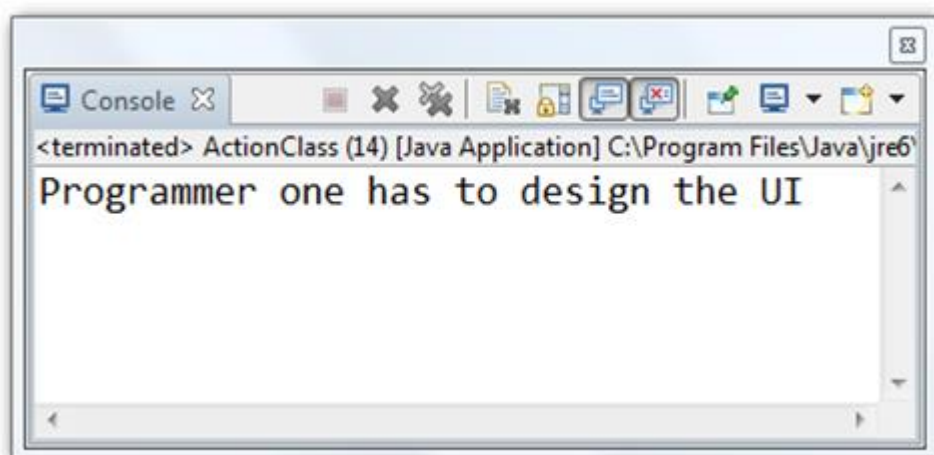 Console
<terminated> ActionClass (14) [Java Application] C:\Program Files\Java\jre6\
Programmer one has to design the UI